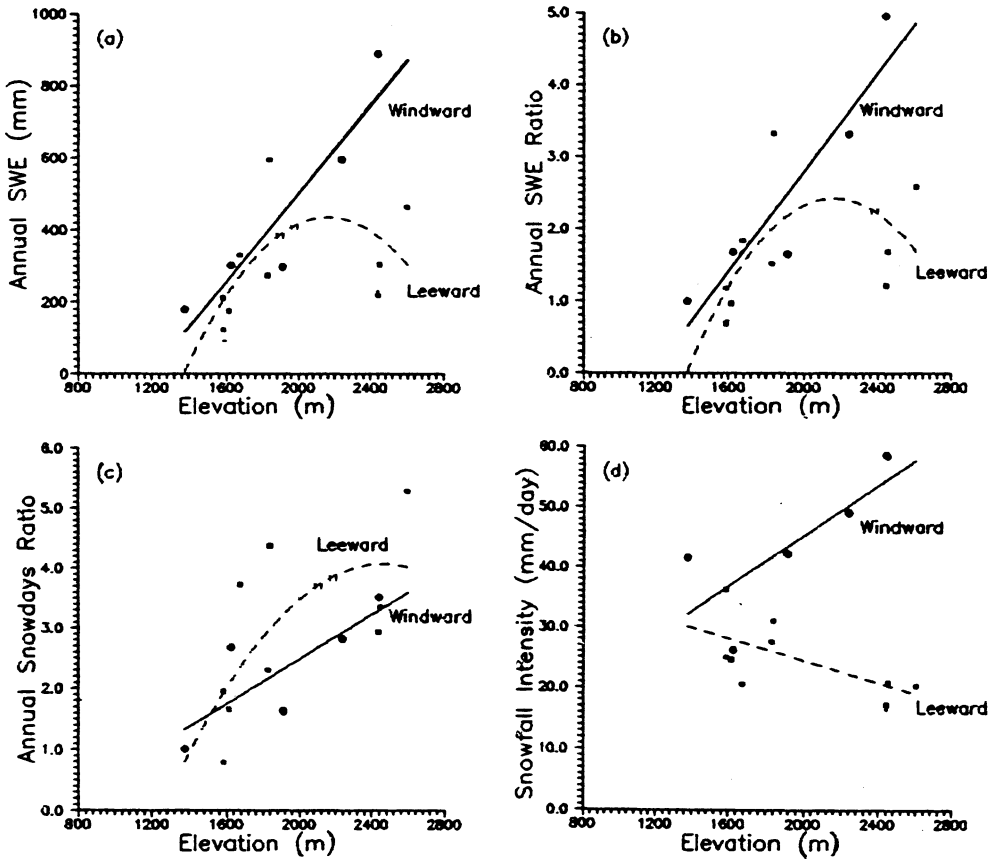 (a)
Annual SWE (mm)
1000
800
600
400
200
0
Windward
Leeward
800 1200 1600 2000 2400 2800
Elevation (m)
(b)
Annual SWE Ratio
5.0
4.0
3.0
2.0
1.0
0.0
Windward
Leeward
800 1200 1600 2000 2400 2800
Elevation (m)
(c)
Annual Snowdays Ratio
6.0
5.0
4.0
3.0
2.0
1.0
0.0
Leeward
Windward
800 1200 1600 2000 2400 2800
Elevation (m)
(d)
Snowfall Intensity (mm/day)
60.0
50.0
40.0
30.0
20.0
10.0
0.0
Windward
Leeward
800 1200 1600 2000 2400 2800
Elevation (m)